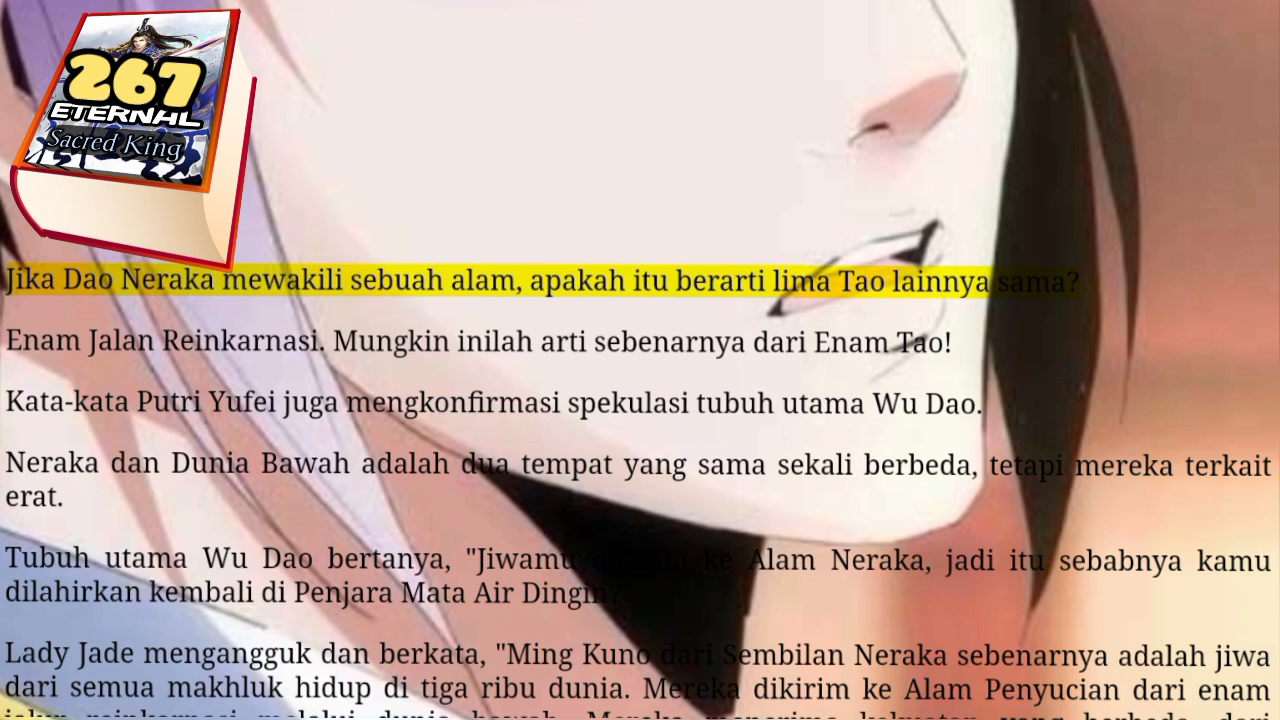 267
ETERNAL
Sacred King
Jika Dao Neraka mewakili sebuah alam, apakah itu berarti lima Tao lainnya sama?
Enam Jalan Reinkarnasi. Mungkin inilah arti sebenarnya dari Enam Tao!
Kata-kata Putri Yufei juga mengkonfirmasi spekulasi tubuh utama Wu Dao.
Neraka dan Dunia Bawah adalah dua tempat yang sama sekali berbeda, tetapi mereka terkait
erat.
Tubuh utama Wu Dao bertanya, "Jiwamu dikirim ke Alam Neraka, jadi itu sebabnya kamu
dilahirkan kembali di Penjara Mata Air Dingin?"
Lady Jade mengangguk dan berkata, "Ming Kuno dari Sembilan Neraka sebenarnya adalah jiwa
dari semua makhluk hidup di tiga ribu dunia. Mereka dikirim ke Alam Penyucian dari enam